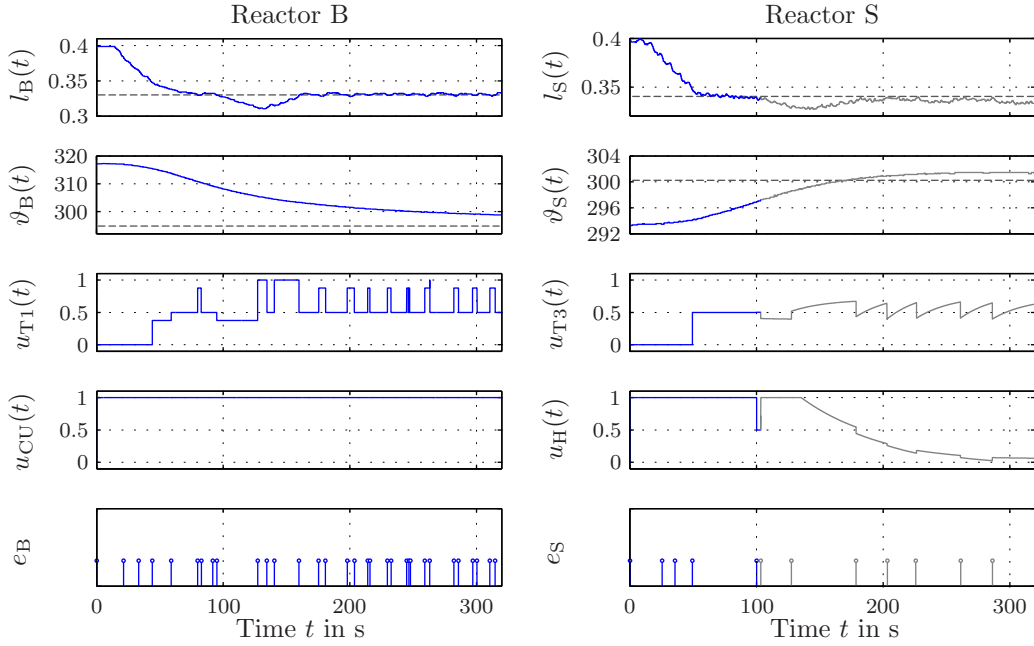 Reactor B
0.4
0.35
0.3
l_B(t)
320
310
300
ϑ_B(t)
1
0.5
0
u_T1(t)
1
0.5
0
u_CU(t)
e_B
0
100
200
300
Time t in s
Reactor S
0.4
0.35
l_S(t)
304
300
296
292
ϑ_S(t)
1
0.5
0
u_T3(t)
1
0.5
0
u_H(t)
e_S
0
100
200
300
Time t in s